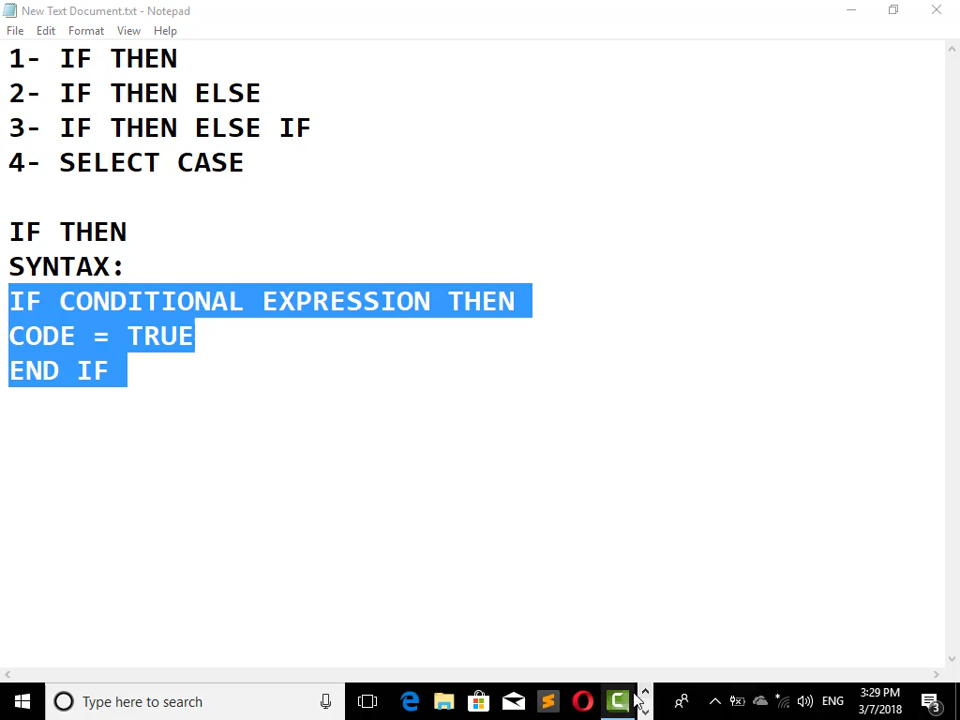 New Text Document.txt - Notepad
File Edit Format View Help
1- IF THEN
2- IF THEN ELSE
3- IF THEN ELSE IF
4- SELECT CASE
IF THEN
SYNTAX:
IF CONDITIONAL EXPRESSION THEN
CODE = TRUE
END IF
Type here to search
ENG
3:29 PM
3/7/2018
3